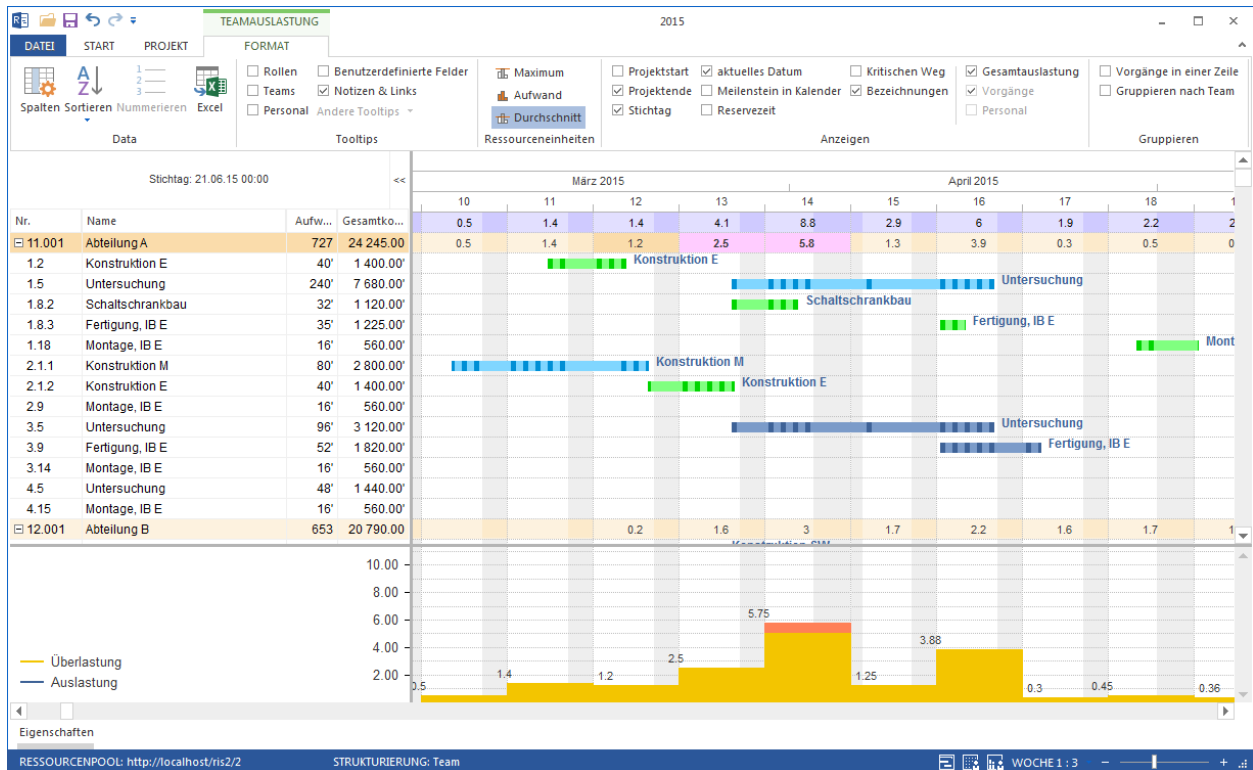 TEAMAUSLASTUNG
2015
DATEI START PROJEKT FORMAT
Spalten Sortieren Nummerieren Excel
Data
Rollen Benutzerdefinierte Felder
Teams Notizen & Links
Personal Andere Tooltips
Tooltips
Maximum
Aufwand
Durchschnitt
Ressourceneinheiten
Projektstart aktuelles Datum Kritischen Weg Gesamtauslastung
Projektende Meilenstein in Kalender Bezeichnungen Vorgänge
Stichtag Reservezeit Personal
Anzeigen
Vorgänge in einer Zeile
Gruppieren nach Team
Gruppieren
Stichtag: 21.06.15 00:00 <<
März 2015 April 2015
10 11 12 13 14 15 16 17 18 1
0.5 1.4 1.4 4.1 8.8 2.9 6 1.9 2.2 2
Nr. Name Aufw... Gesamtko...
11.001 Abteilung A 727 24 245.00 0.5 1.4 1.2 2.5 5.8 1.3 3.9 0.3 0.5 0
1.2 Konstruktion E 40' 1 400.00' Konstruktion E
1.5 Untersuchung 240' 7 680.00' Untersuchung
1.8.2 Schaltschrankbau 32' 1 120.00' Schaltschrankbau
1.8.3 Fertigung, IB E 35' 1 225.00' Fertigung, IB E
1.18 Montage, IB E 16' 560.00' Mont
2.1.1 Konstruktion M 80' 2 800.00' Konstruktion M
2.1.2 Konstruktion E 40' 1 400.00' Konstruktion E
2.9 Montage, IB E 16' 560.00'
3.5 Untersuchung 96' 3 120.00' Untersuchung
3.9 Fertigung, IB E 52' 1 820.00' Fertigung, IB E
3.14 Montage, IB E 16' 560.00'
4.5 Untersuchung 48' 1 440.00'
4.15 Montage, IB E 16' 560.00'
12.001 Abteilung B 653 20 790.00 0.2 1.6 3 1.7 2.2 1.6 1.7 1
10.00
8.00
6.00
4.00
2.00
Überlastung
Auslastung
0.5 1.4 1.2 2.5 5.75 1.25 3.88 0.3 0.45 0.36
Eigenschaften
RESSOURCENPOOL: http://localhost/ris2/2 STRUKTURIERUNG: Team WOCHE 1 : 3